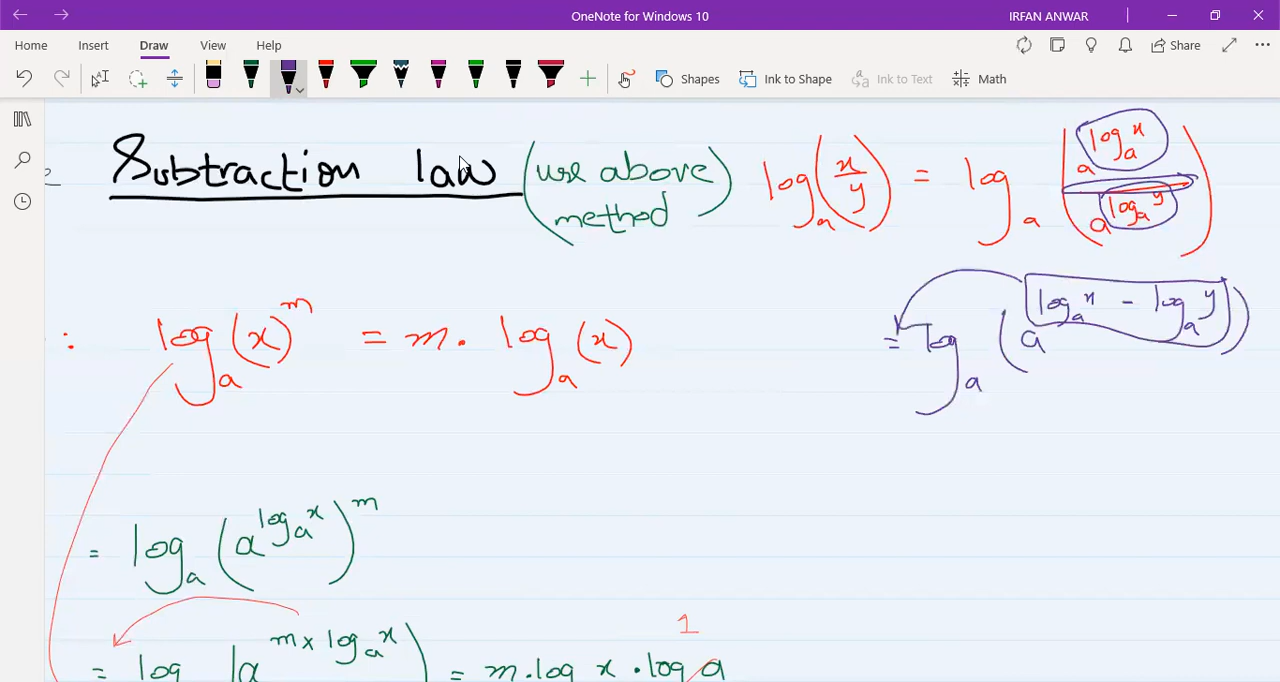 OneNote for Windows 10
IRFAN ANWAR
Home Insert Draw View Help
Share
Shapes Ink to Shape Ink to Text Math
Subtraction law (use above method) log_a(x/y) = log_a(a^(log_a x)/a^(log_a y))
= log_a(a^(log_a x - log_a y))
: log_a(x)^m = m. log_a(x)
= log_a(a^(log_a x))^m
1
= log (a^(m x log_a x)) = m.log x .log a